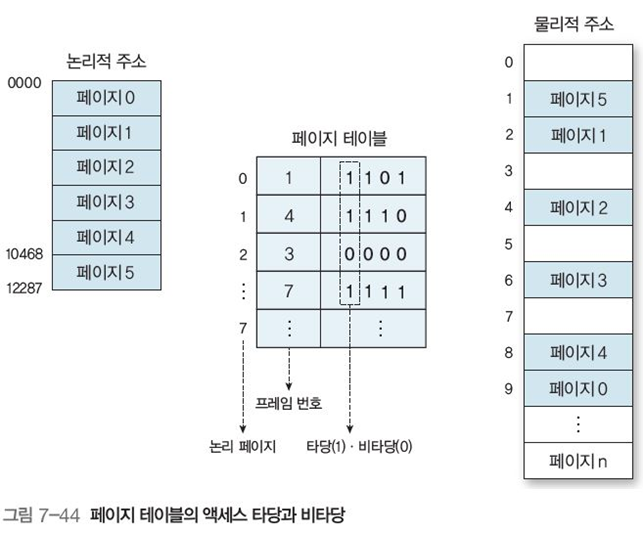 논리적 주소
0000
페이지 0
페이지 1
페이지 2
페이지 3
페이지 4
10468
페이지 5
12287
페이지 테이블
0 1 1 1 0 1
1 4 1 1 1 0
2 3 0 0 0 0
⋮ 7 1 1 1 1
7 ⋮ ⋮
프레임 번호
논리 페이지
타당(1)·비타당(0)
물리적 주소
0
1 페이지 5
2 페이지 1
3
4 페이지 2
5
6 페이지 3
7
8 페이지 4
9 페이지 0
⋮
페이지 n
그림 7-44 페이지 테이블의 액세스 타당과 비타당